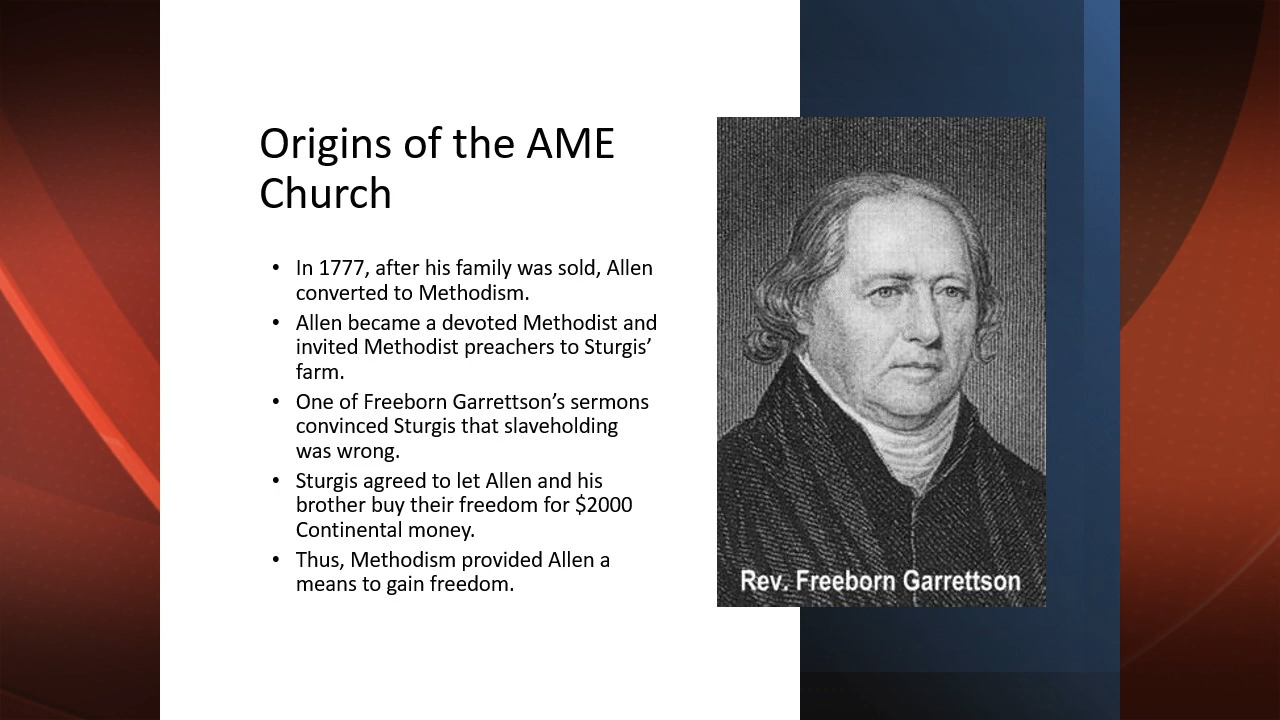 Origins of the AME
Church
• In 1777, after his family was sold, Allen
converted to Methodism.
• Allen became a devoted Methodist and
invited Methodist preachers to Sturgis’
farm.
• One of Freeborn Garrettson’s sermons
convinced Sturgis that slaveholding
was wrong.
• Sturgis agreed to let Allen and his
brother buy their freedom for $2000
Continental money.
• Thus, Methodism provided Allen a
means to gain freedom.
Rev. Freeborn Garrettson